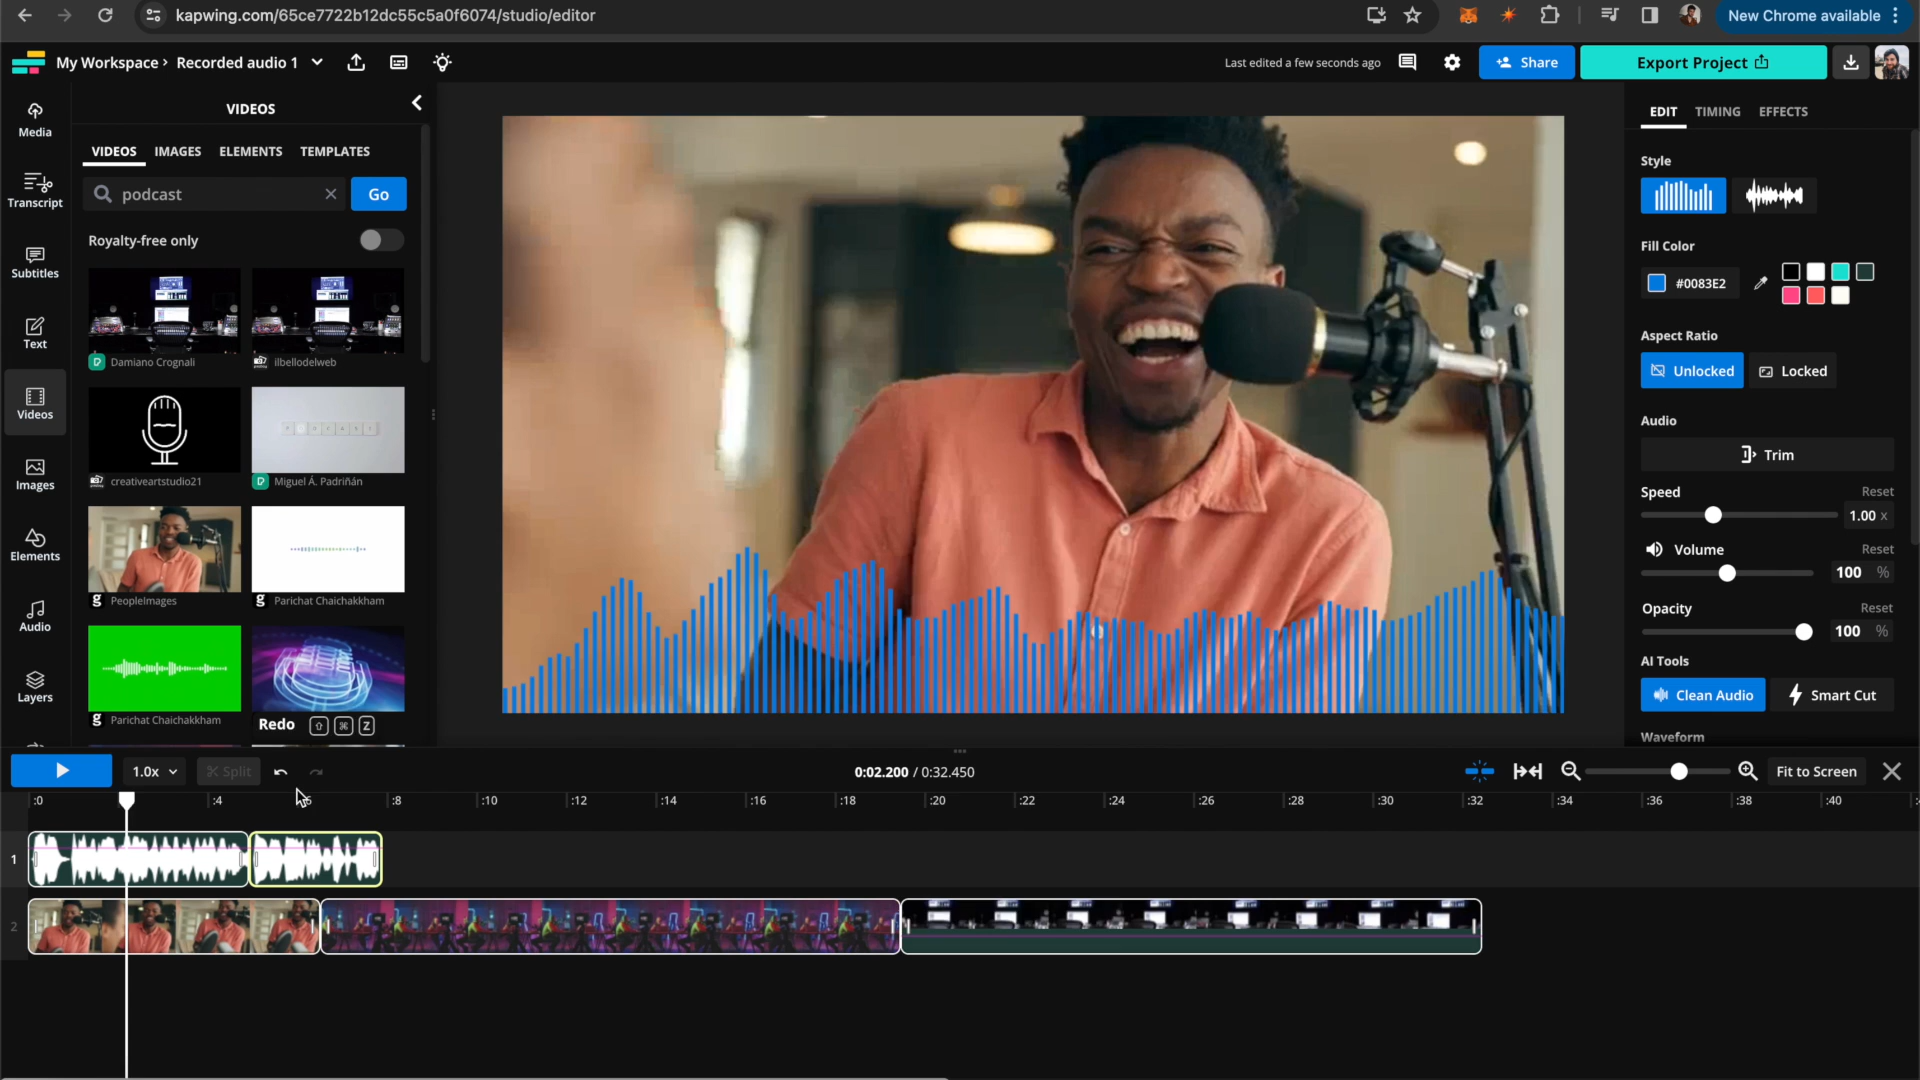 kapwing.com/65ce7722b12dc55c5a0f6074/studio/editor
New Chrome available
My Workspace › Recorded audio 1
Last edited a few seconds ago
Share
Export Project
Media
Transcript
Subtitles
Text
Videos
Images
Elements
Audio
Layers
VIDEOS
VIDEOS IMAGES ELEMENTS TEMPLATES
podcast
Go
Royalty-free only
Damiano Crognali
ilbellodelweb
creativeartstudio21
PODCAST
Miguel Á. Padriñán
PeopleImages
Parichat Chaichakkham
Parichat Chaichakkham
Redo ⇧ ⌘ Z
EDIT TIMING EFFECTS
Style
Fill Color
#0083E2
Aspect Ratio
Unlocked Locked
Audio
Trim
Speed Reset
1.00 x
Volume Reset
100 %
Opacity Reset
100 %
AI Tools
Clean Audio Smart Cut
Waveform
1.0x Split
0:02.200 / 0:32.450
Fit to Screen
:0 :4 :6 :8 :10 :12 :14 :16 :18 :20 :22 :24 :26 :28 :30 :32 :34 :36 :38 :40
1
2